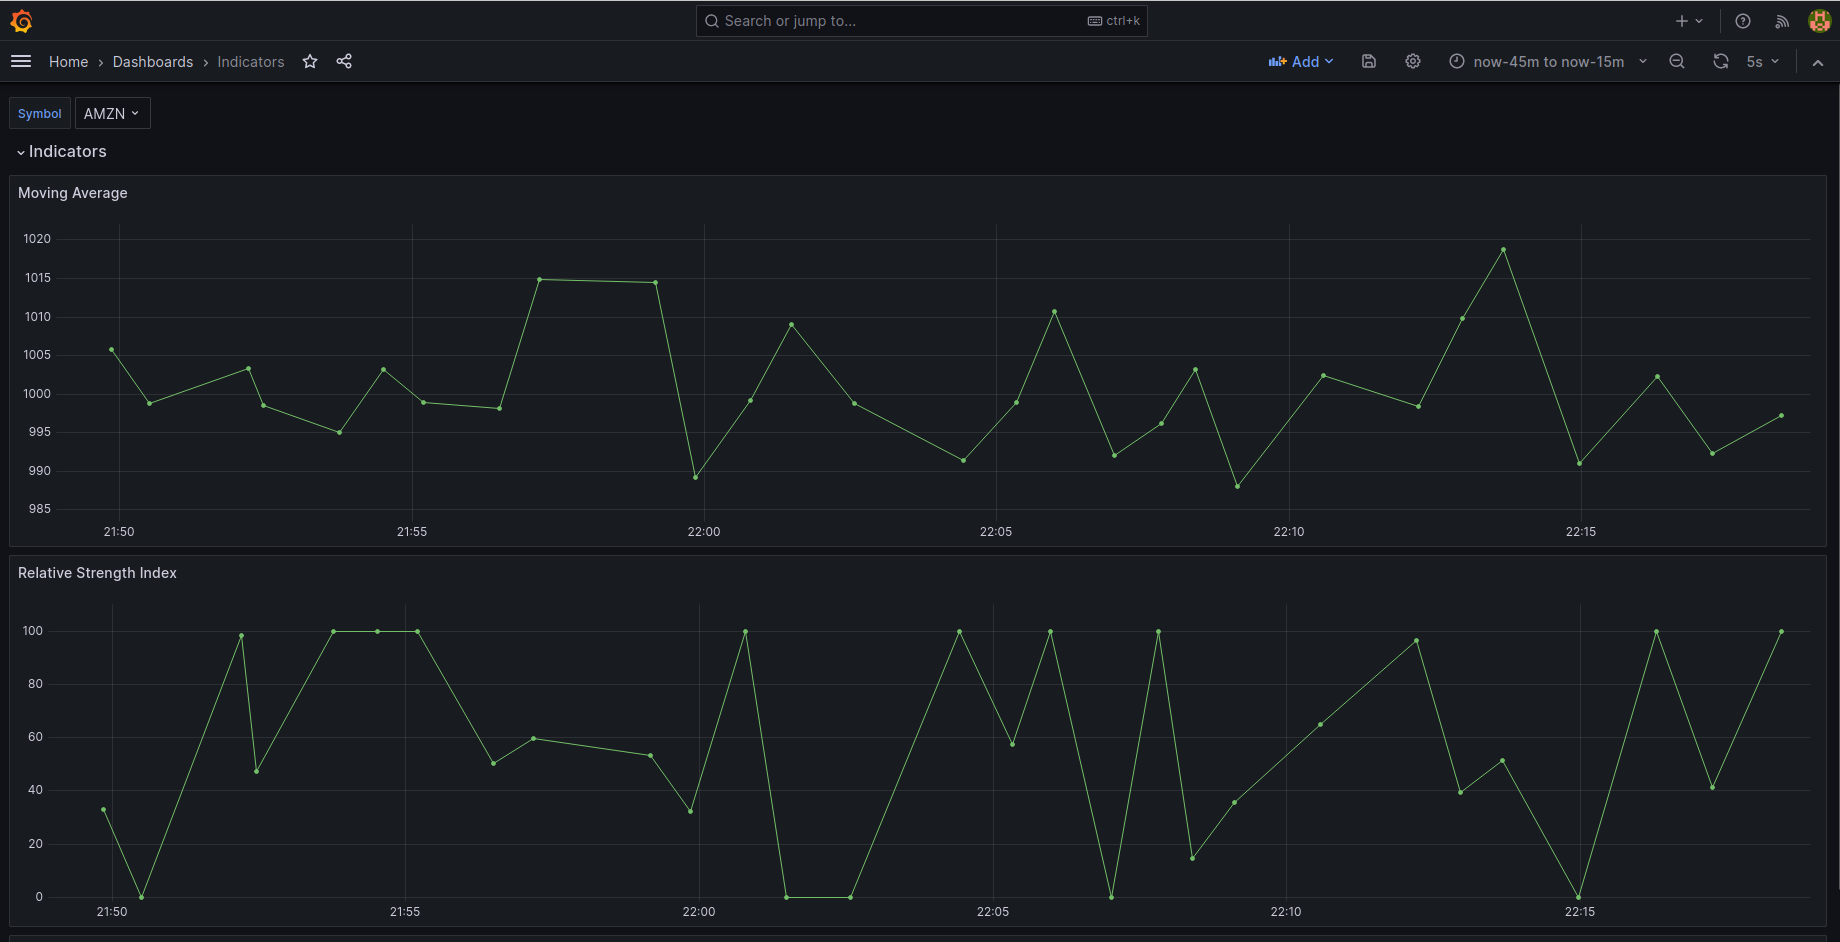 Search or jump to... ctrl+k
Home › Dashboards › Indicators Add now-45m to now-15m 5s
Symbol AMZN
Indicators
Moving Average
1020
1015
1010
1005
1000
995
990
985
21:50 21:55 22:00 22:05 22:10 22:15
Relative Strength Index
100
80
60
40
20
0
21:50 21:55 22:00 22:05 22:10 22:15